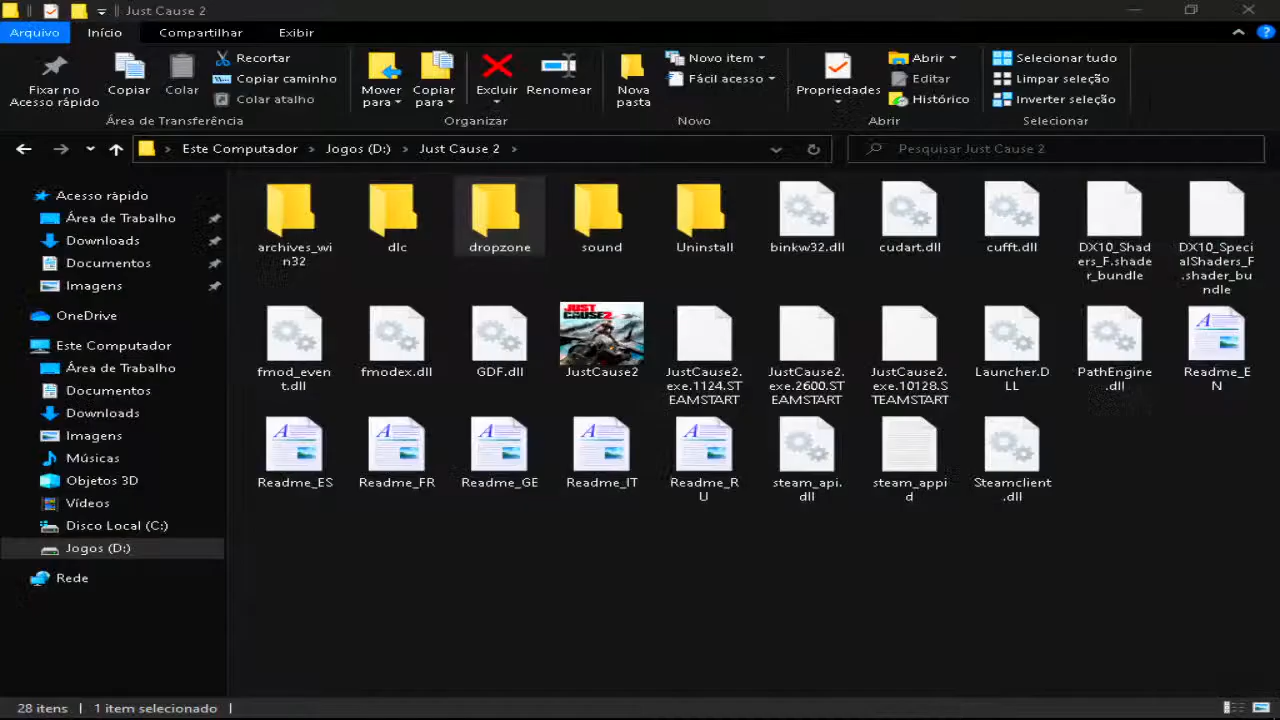 Just Cause 2
Arquivo
Início
Compartilhar
Exibir
Fixar no
Acesso rápido
Copiar
Colar
Recortar
Copiar caminho
Colar atalho
Área de Transferência
Mover
para
Copiar
para
Excluir
Renomear
Organizar
Nova
pasta
Novo item
Fácil acesso
Novo
Propriedades
Abrir
Editar
Histórico
Abrir
Selecionar tudo
Limpar seleção
Inverter seleção
Selecionar
Este Computador
Jogos (D:)
Just Cause 2
Pesquisar Just Cause 2
Acesso rápido
Área de Trabalho
Downloads
Documentos
Imagens
OneDrive
Este Computador
Área de Trabalho
Documentos
Downloads
Imagens
Músicas
Objetos 3D
Vídeos
Disco Local (C:)
Jogos (D:)
Rede
archives_wi
n32
dlc
dropzone
sound
Uninstall
binkw32.dll
cudart.dll
cufft.dll
DX10_Shad
ers_F.shade
r_bundle
DX10_Speci
alShaders_F
.shader_bu
ndle
fmod_even
t.dll
fmodex.dll
GDF.dll
JUST
CAUSE 2
JustCause2
JustCause2.
exe.1124.ST
EAMSTART
JustCause2.
exe.2600.ST
EAMSTART
JustCause2.
exe.10128.S
TEAMSTART
Launcher.D
LL
PathEngine
.dll
Readme_E
N
Readme_ES
Readme_FR
Readme_GE
Readme_IT
Readme_R
U
steam_api.
dll
steam_appi
d
Steamclient
.dll
28 itens
1 item selecionado